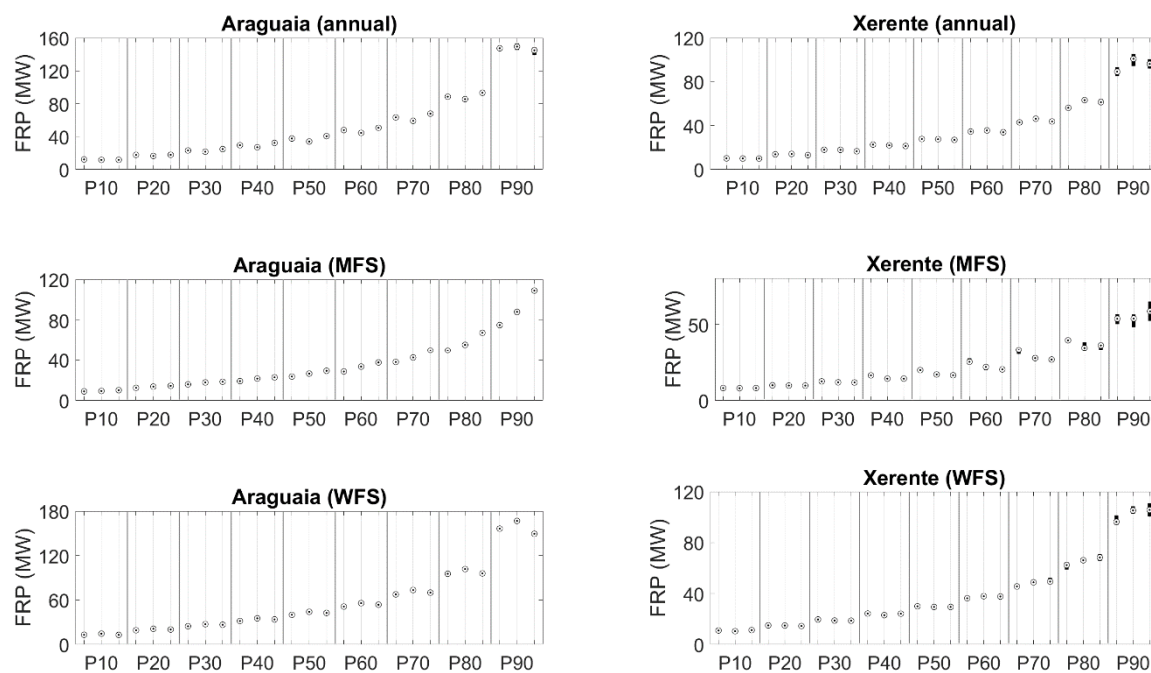 Araguaia (annual)
FRP (MW)
160
120
80
40
0
P10 P20 P30 P40 P50 P60 P70 P80 P90
Xerente (annual)
FRP (MW)
120
80
40
0
P10 P20 P30 P40 P50 P60 P70 P80 P90
Araguaia (MFS)
FRP (MW)
120
80
40
0
P10 P20 P30 P40 P50 P60 P70 P80 P90
Xerente (MFS)
FRP (MW)
50
0
P10 P20 P30 P40 P50 P60 P70 P80 P90
Araguaia (WFS)
FRP (MW)
180
120
60
0
P10 P20 P30 P40 P50 P60 P70 P80 P90
Xerente (WFS)
FRP (MW)
120
80
40
0
P10 P20 P30 P40 P50 P60 P70 P80 P90